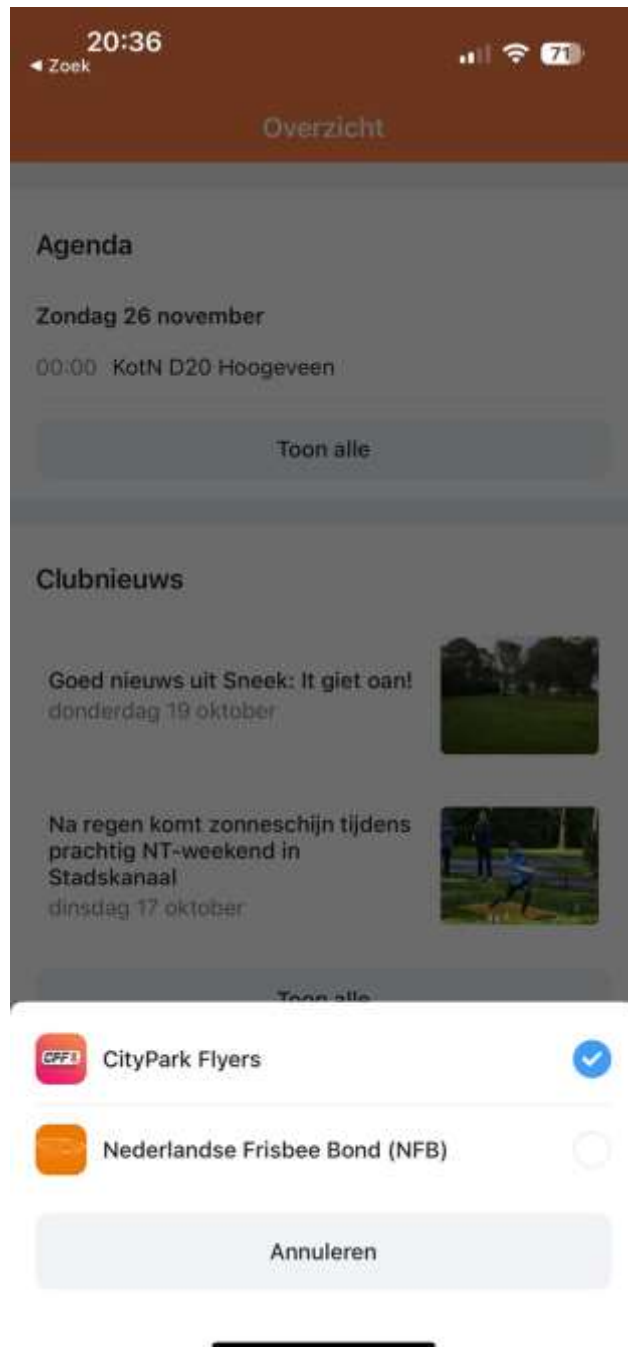 20:36
71
◄ Zoek
Overzicht
Agenda
Zondag 26 november
00:00 KotN D20 Hoogeveen
Toon alle
Clubnieuws
Goed nieuws uit Sneek: It giet oan!
donderdag 19 oktober
Na regen komt zonneschijn tijdens
prachtig NT-weekend in
Stadskanaal
dinsdag 17 oktober
Toon alle
CityPark Flyers
Nederlandse Frisbee Bond (NFB)
Annuleren